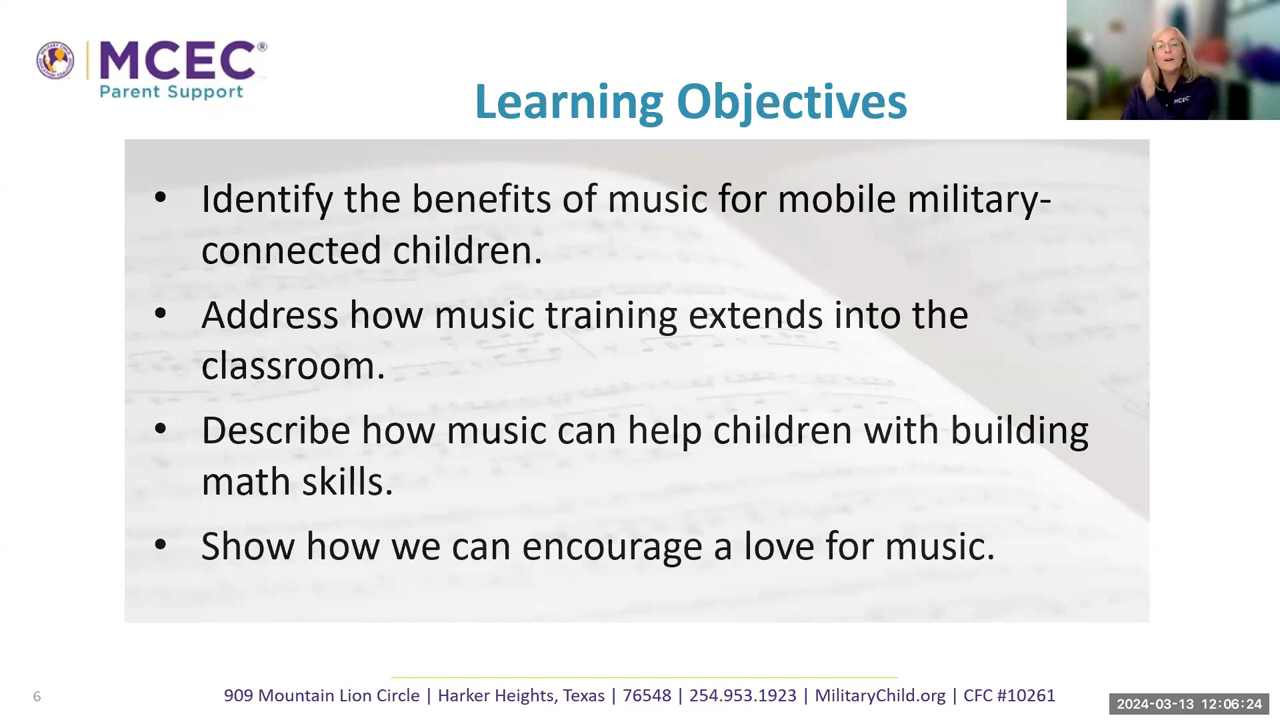 MCEC®
Parent Support
MCEC
Learning Objectives
• Identify the benefits of music for mobile military-
connected children.
• Address how music training extends into the
classroom.
• Describe how music can help children with building
math skills.
• Show how we can encourage a love for music.
6
909 Mountain Lion Circle | Harker Heights, Texas | 76548 | 254.953.1923 | MilitaryChild.org | CFC #10261
2024-03-13 12:06:24